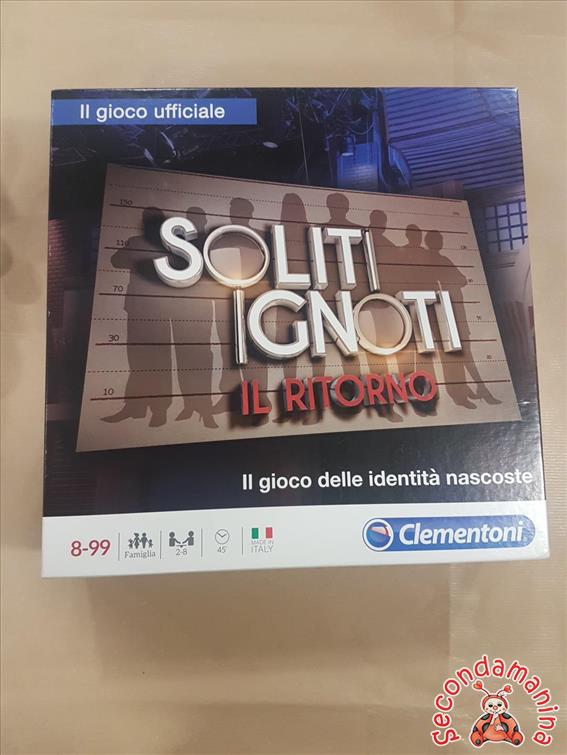 Il gioco ufficiale
150
110
70
30
10
SOLITI
IGNOTI
IL RITORNO
Il gioco delle identità nascoste
8-99
Famiglia
2-8
45'
MADE IN
ITALY
Clementoni
secondamanina